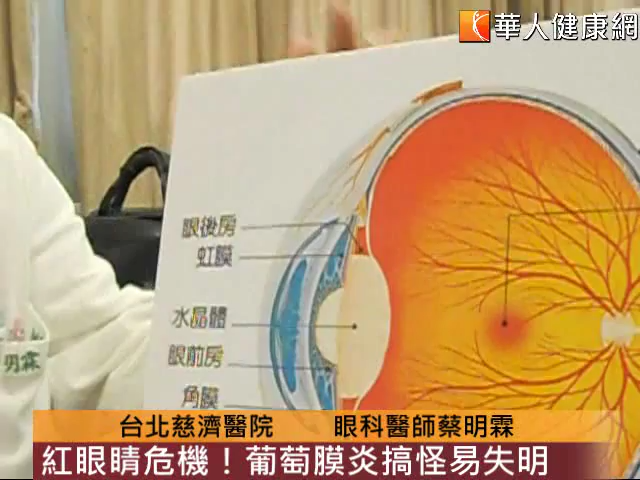 華人健康網
眼後房
虹膜
水晶體
眼前房
角膜
明霖
台北慈濟醫院 眼科醫師蔡明霖
紅眼睛危機！葡萄膜炎搞怪易失明